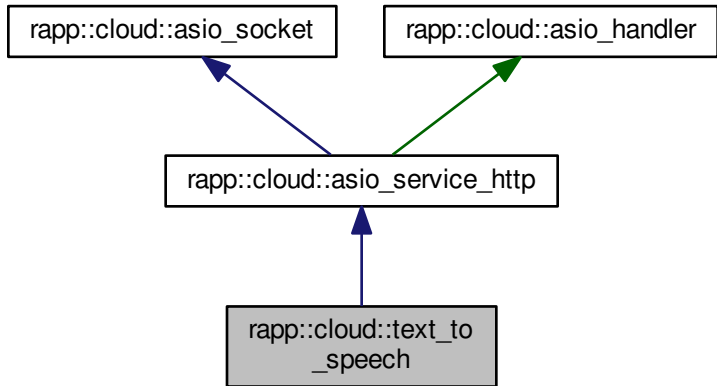 rapp::cloud::asio_socket
rapp::cloud::asio_handler
rapp::cloud::asio_service_http
rapp::cloud::text_to
_speech